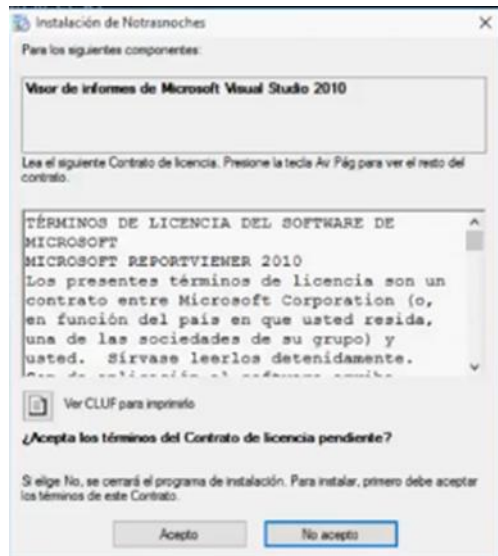 Instalación de Notrasnoches
Para los siguientes componentes:
Visor de informes de Microsoft Visual Studio 2010
Lea el siguiente Contrato de licencia. Presione la tecla Av Pág para ver el resto del
contrato.
TÉRMINOS DE LICENCIA DEL SOFTWARE DE
MICROSOFT
MICROSOFT REPORTVIEWER 2010
Los presentes términos de licencia son un
contrato entre Microsoft Corporation (o,
en función del país en que usted resida,
una de las sociedades de su grupo) y
usted. Sírvase leerlos detenidamente.
Ver CLUF para imprimirlo
¿Acepta los términos del Contrato de licencia pendiente?
Si elige No, se cerrará el programa de instalación. Para instalar, primero debe aceptar
los términos de este Contrato.
Acepto
No acepto